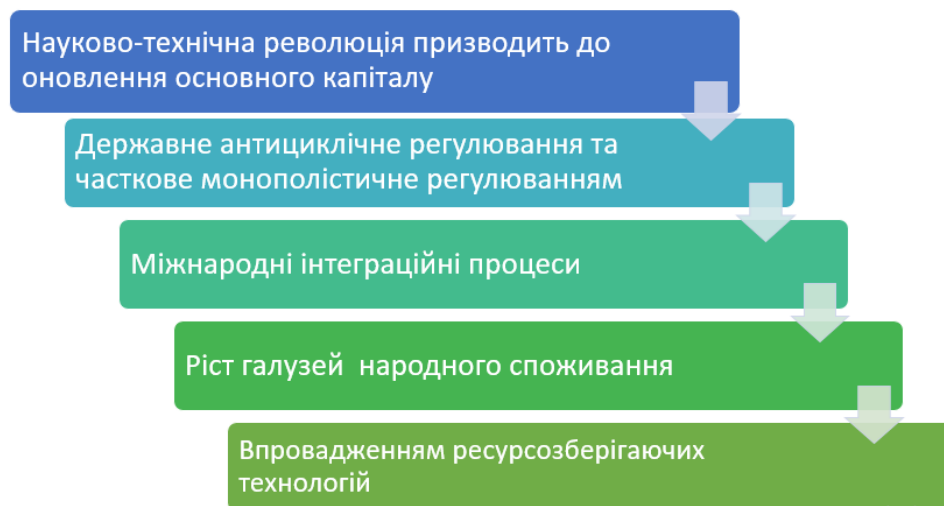 Науково-технічна революція призводить до
оновлення основного капіталу
Державне антициклічне регулювання та
часткове монополістичне регулюванням
Міжнародні інтеграційні процеси
Ріст галузей  народного споживання
Впровадженням ресурсозберігаючих
технологій